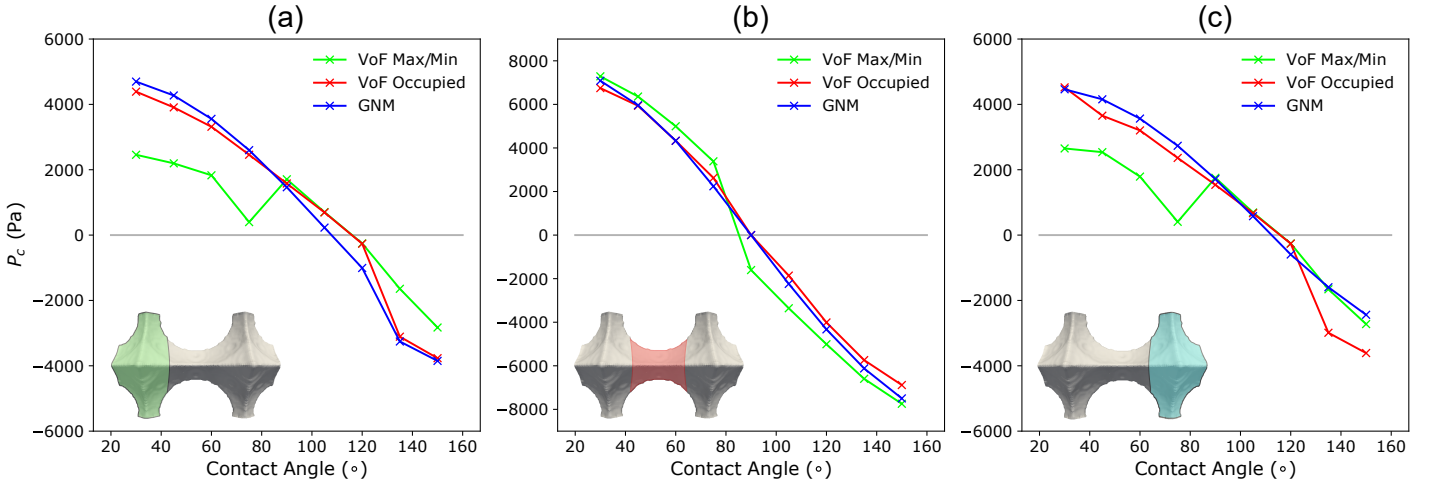 (a)
6000
4000
2000
0
−2000
−4000
−6000
P_c (Pa)
VoF Max/Min
VoF Occupied
GNM
20 40 60 80 100 120 140 160
Contact Angle (∘)
(b)
8000
6000
4000
2000
0
−2000
−4000
−6000
−8000
VoF Max/Min
VoF Occupied
GNM
20 40 60 80 100 120 140 160
Contact Angle (∘)
(c)
6000
4000
2000
0
−2000
−4000
−6000
VoF Max/Min
VoF Occupied
GNM
20 40 60 80 100 120 140 160
Contact Angle (∘)